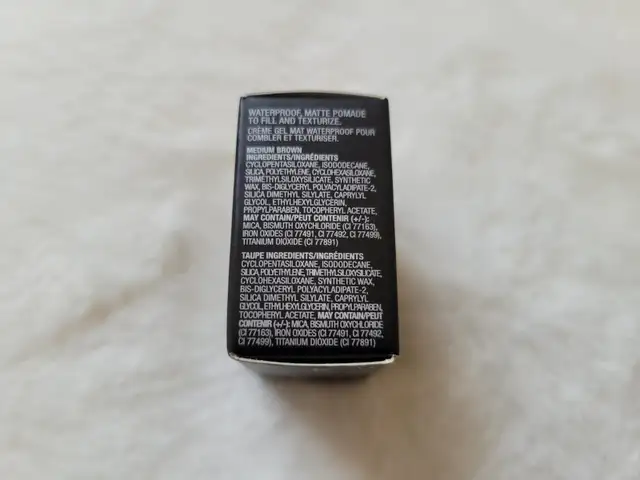 WATERPROOF, MATTE POMADE
TO FILL AND TEXTURIZE.
CRÈME GEL MAT WATERPROOF POUR
COMBLER ET TEXTURISER.
MEDIUM BROWN
INGREDIENTS/INGRÉDIENTS
CYCLOPENTASILOXANE, ISODODECANE,
SILICA, POLYETHYLENE, CYCLOHEXASILOXANE,
TRIMETHYLSILOXYSILICATE, SYNTHETIC
WAX, BIS-DIGLYCERYL POLYACYLADIPATE-2,
SILICA DIMETHYL SILYLATE, CAPRYLYL
GLYCOL, ETHYLHEXYLGLYCERIN,
PROPYLPARABEN, TOCOPHERYL ACETATE,
MAY CONTAIN/PEUT CONTENIR (+/-):
MICA, BISMUTH OXYCHLORIDE (CI 77163),
IRON OXIDES (CI 77491, CI 77492, CI 77499),
TITANIUM DIOXIDE (CI 77891)
TAUPE INGREDIENTS/INGRÉDIENTS
CYCLOPENTASILOXANE, ISODODECANE,
SILICA, POLYETHYLENE, TRIMETHYLSILOXYSILICATE,
CYCLOHEXASILOXANE, SYNTHETIC WAX,
BIS-DIGLYCERYL POLYACYLADIPATE-2,
SILICA DIMETHYL SILYLATE, CAPRYLYL
GLYCOL, ETHYLHEXYLGLYCERIN, PROPYLPARABEN,
TOCOPHERYL ACETATE, MAY CONTAIN/PEUT
CONTENIR (+/-): MICA, BISMUTH OXYCHLORIDE
(CI 77163), IRON OXIDES (CI 77491, CI 77492,
CI 77499), TITANIUM DIOXIDE (CI 77891)